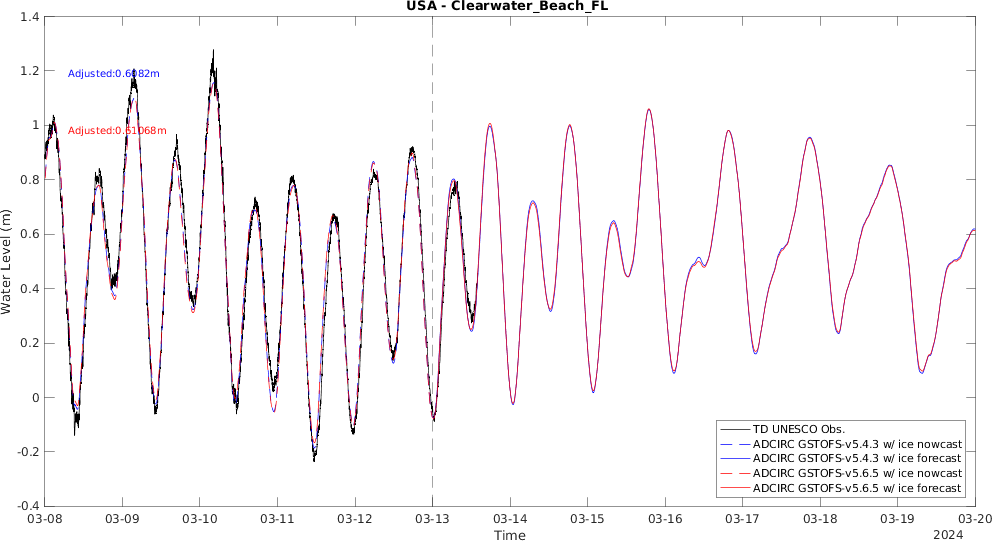 USA - Clearwater_Beach_FL
1.4
1.2
1
0.8
0.6
0.4
0.2
0
-0.2
-0.4
Water Level (m)
Adjusted:0.6082m
Adjusted:0.61068m
TD UNESCO Obs.
ADCIRC GSTOFS-v5.4.3 w/ ice nowcast
ADCIRC GSTOFS-v5.4.3 w/ ice forecast
ADCIRC GSTOFS-v5.6.5 w/ ice nowcast
ADCIRC GSTOFS-v5.6.5 w/ ice forecast
03-08 03-09 03-10 03-11 03-12 03-13 03-14 03-15 03-16 03-17 03-18 03-19 03-20
Time
2024